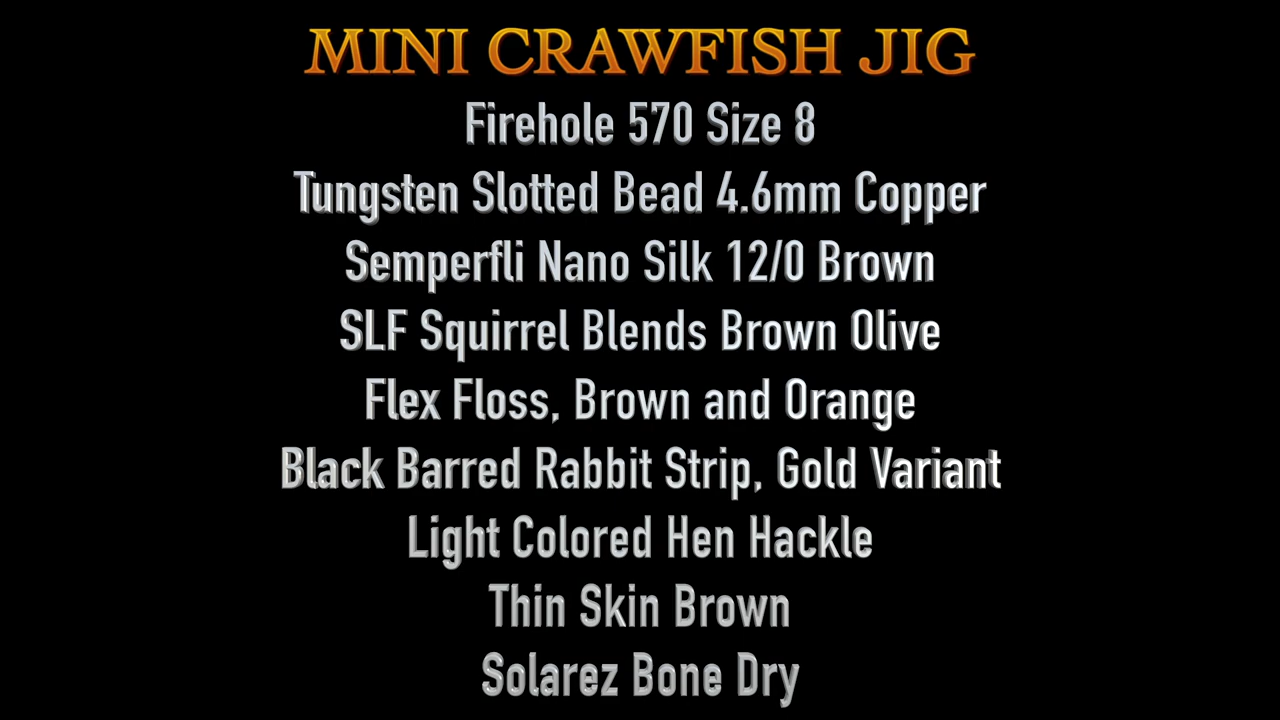 MINI CRAWFISH JIG
Firehole 570 Size 8
Tungsten Slotted Bead 4.6mm Copper
Semperfli Nano Silk 12/0 Brown
SLF Squirrel Blends Brown Olive
Flex Floss, Brown and Orange
Black Barred Rabbit Strip, Gold Variant
Light Colored Hen Hackle
Thin Skin Brown
Solarez Bone Dry